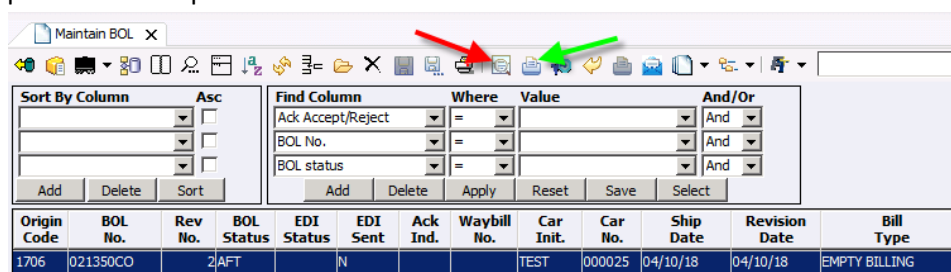 Maintain BOL X
Sort By Column Asc Find Column Where Value And/Or
Ack Accept/Reject = And
BOL No. = And
BOL status = And
Add Delete Sort Add Delete Apply Reset Save Select
Origin Code BOL No. Rev No. BOL Status EDI Status EDI Sent Ack Ind. Waybill No. Car Init. Car No. Ship Date Revision Date Bill Type
1706 021350CO 2 AFT N TEST 000025 04/10/18 04/10/18 EMPTY BILLING